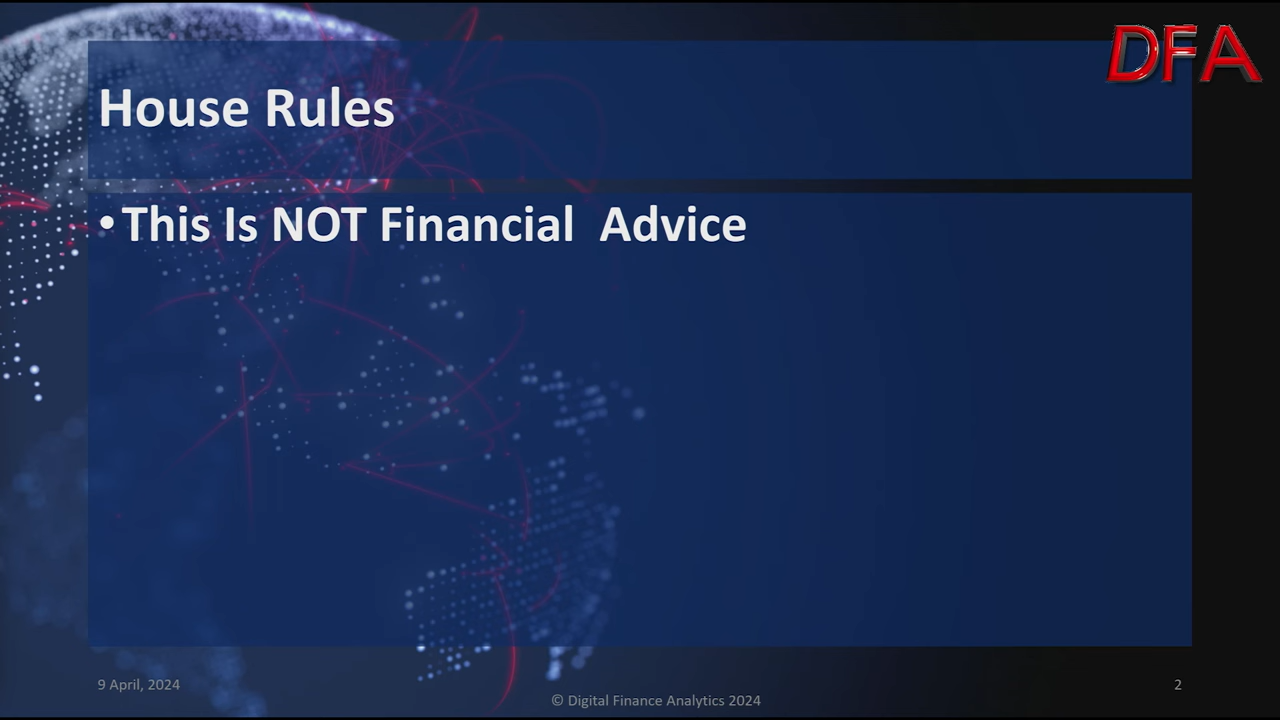 DFA
House Rules
• This Is NOT Financial  Advice
9 April, 2024
© Digital Finance Analytics 2024
2